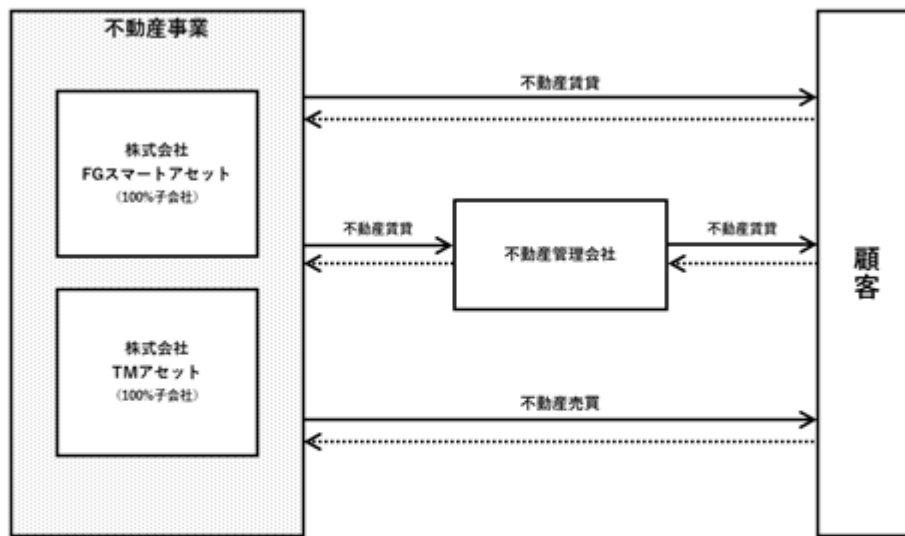 不動産事業
株式会社
FGスマートアセット
(100%子会社)
株式会社
TMアセット
(100%子会社)
不動産賃貸
不動産賃貸
不動産管理会社
不動産賃貸
不動産売買
顧客